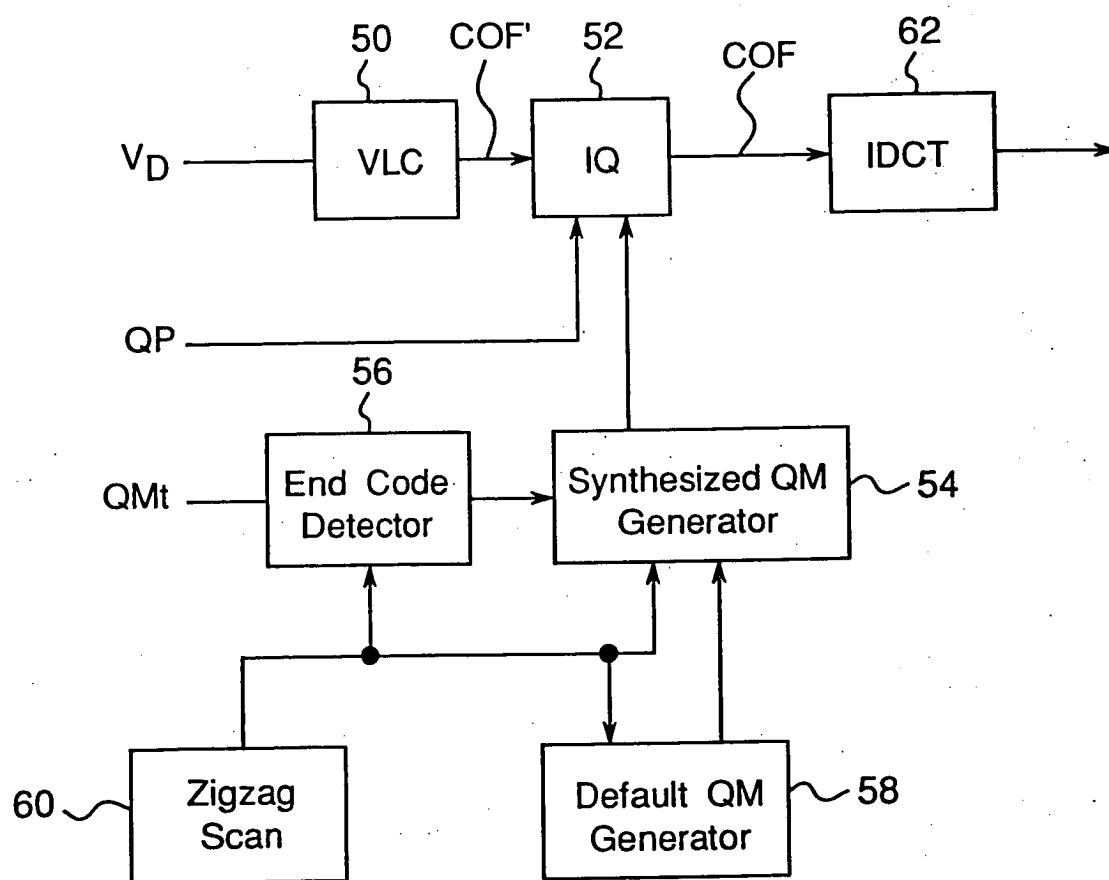 50
COF'
52
COF
62
VD
VLC
IQ
IDCT
QP
56
QMt
End Code
Detector
Synthesized QM
Generator
54
60
Zigzag
Scan
Default QM
Generator
58